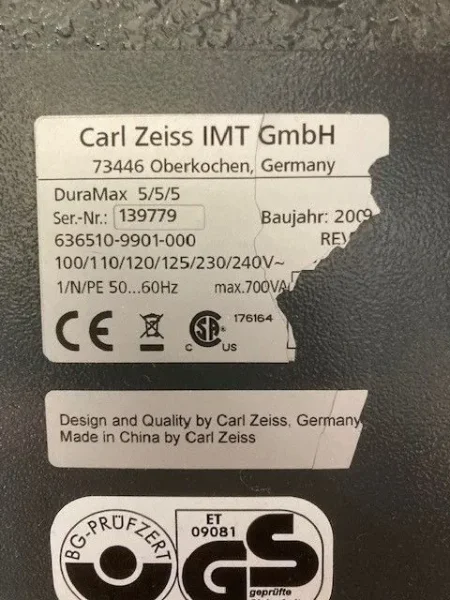 Carl Zeiss IMT GmbH
73446 Oberkochen, Germany
DuraMax 5/5/5
Ser.-Nr.: 139779 Baujahr: 2009
636510-9901-000 REV
100/110/120/125/230/240V~
1/N/PE 50...60Hz max.700VA
CE
SA
C US
176164
Design and Quality by Carl Zeiss, Germany
Made in China by Carl Zeiss
BG-PRÜFZERT
ET
09081
GS
geprüfte